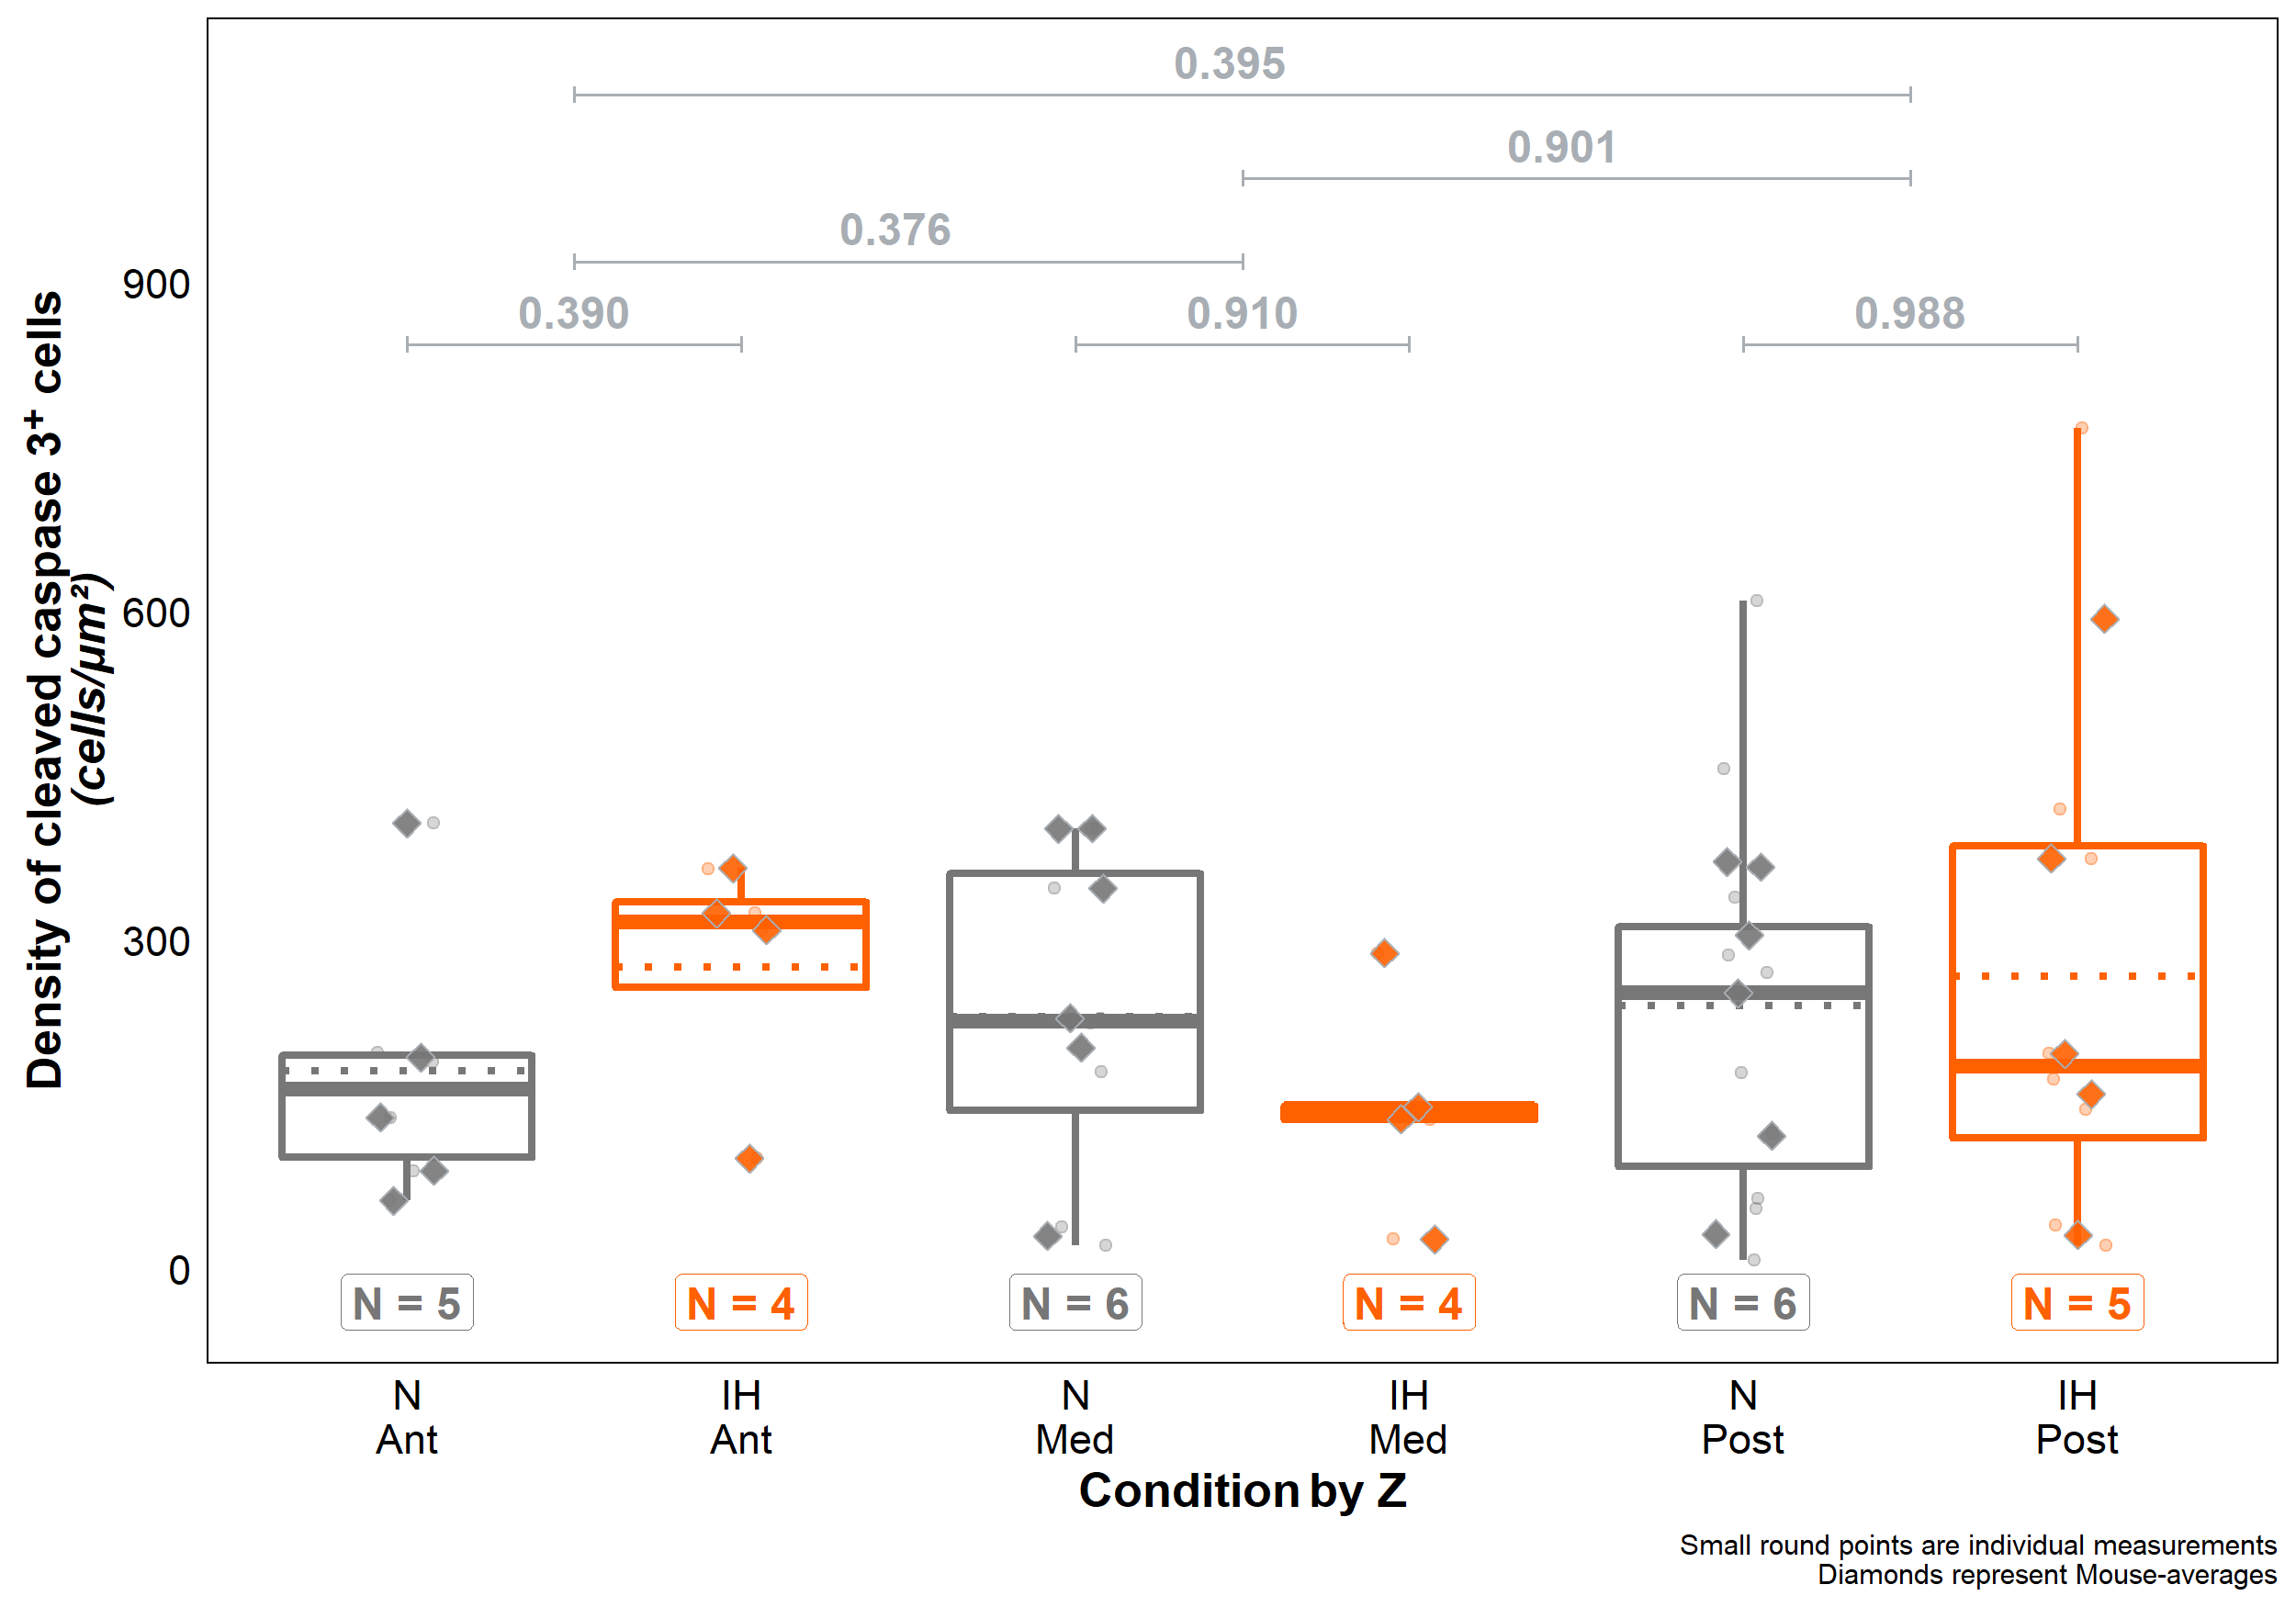 0.395
0.901
0.376
0.390
0.910
0.988
Density of cleaved caspase 3⁺ cells
(cells/µm²)
900
600
300
0
N = 5
N = 4
N = 6
N = 4
N = 6
N = 5
N
Ant
IH
Ant
N
Med
IH
Med
N
Post
IH
Post
Condition by Z
Small round points are individual measurements
Diamonds represent Mouse-averages